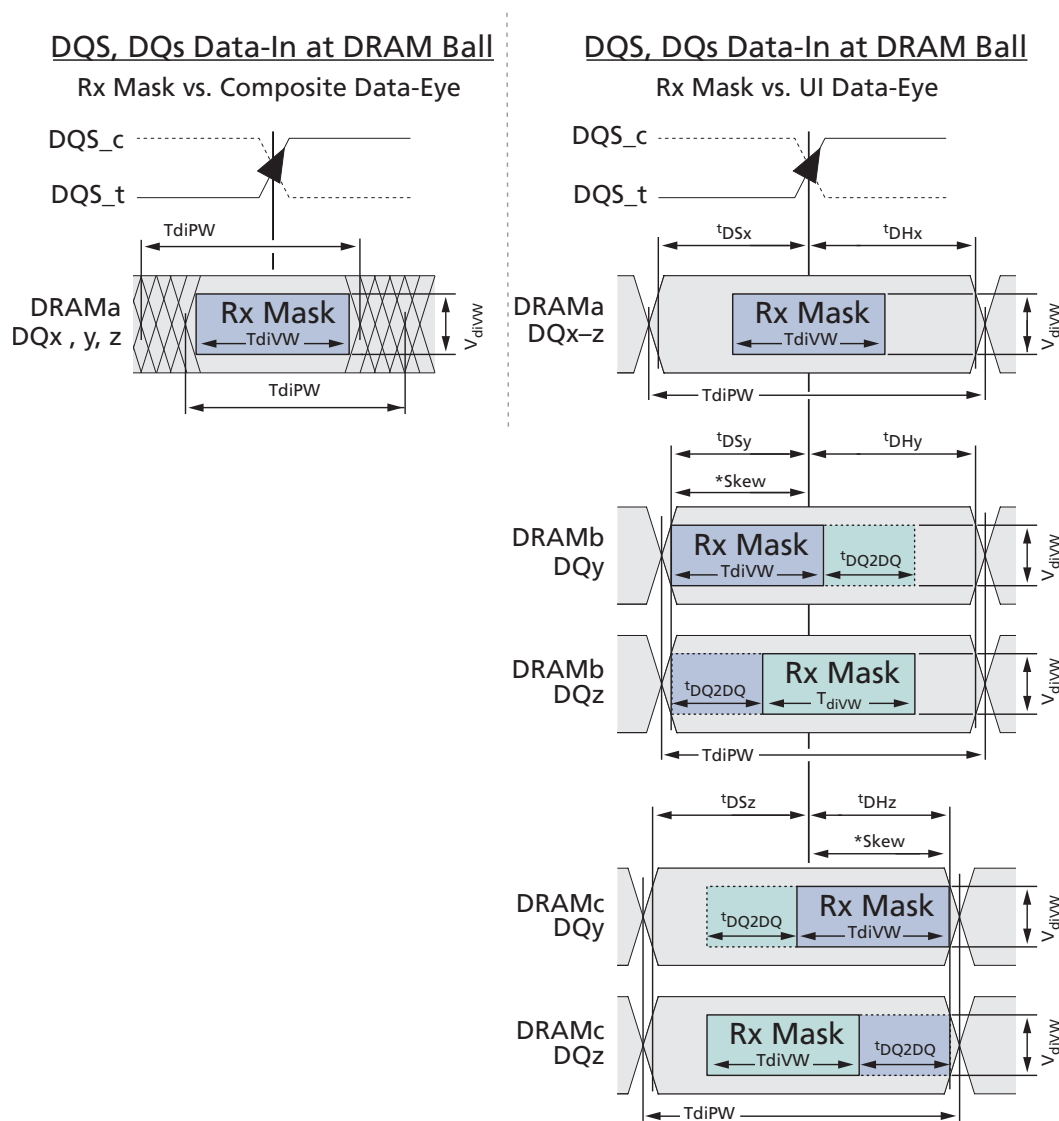 DQS, DQs Data-In at DRAM Ball
Rx Mask vs. Composite Data-Eye
DQS_c
DQS_t
TdiPW
DRAMa
DQx , y, z
Rx Mask
TdiVW
VdiVW
TdiPW
DQS, DQs Data-In at DRAM Ball
Rx Mask vs. UI Data-Eye
DQS_c
DQS_t
tDSx
tDHx
DRAMa
DQx–z
Rx Mask
TdiVW
VdiVW
TdiPW
tDSy
tDHy
*Skew
DRAMb
DQy
Rx Mask
TdiVW
tDQ2DQ
VdiVW
DRAMb
DQz
tDQ2DQ
Rx Mask
TdiVW
VdiVW
TdiPW
tDSz
tDHz
*Skew
DRAMc
DQy
tDQ2DQ
Rx Mask
TdiVW
VdiVW
DRAMc
DQz
Rx Mask
TdiVW
tDQ2DQ
VdiVW
TdiPW